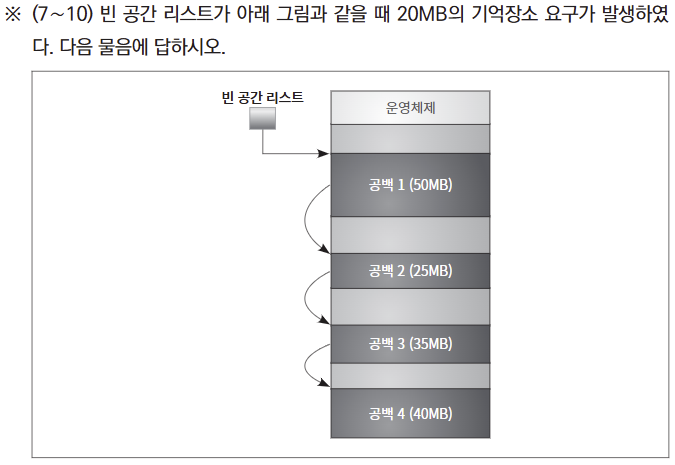 ※ (7～10) 빈 공간 리스트가 아래 그림과 같을 때 20MB의 기억장소 요구가 발생하였
다. 다음 물음에 답하시오.
빈 공간 리스트
운영체제
공백 1 (50MB)
공백 2 (25MB)
공백 3 (35MB)
공백 4 (40MB)